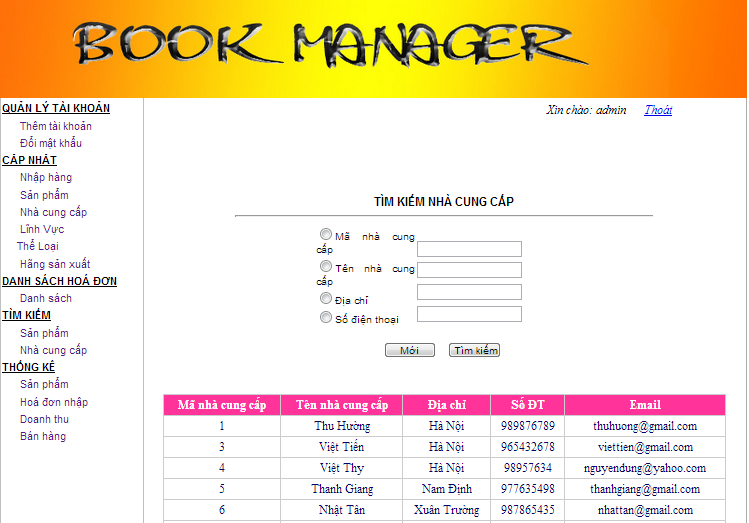 BOOK MANAGER
Xin chào: admin Thoát
QUẢN LÝ TÀI KHOẢN
Thêm tài khoản
Đổi mật khẩu
CẬP NHẬT
Nhập hàng
Sản phẩm
Nhà cung cấp
Lĩnh Vực
Thể Loại
Hãng sản xuất
DANH SÁCH HOÁ ĐƠN
Danh sách
TÌM KIẾM
Sản phẩm
Nhà cung cấp
THỐNG KÊ
Sản phẩm
Hoá đơn nhập
Doanh thu
Bán hàng
TÌM KIẾM NHÀ CUNG CẤP
Mã nhà cung
cấp
Tên nhà cung
cấp
Địa chỉ
Số điện thoại
Mới Tìm kiếm
Mã nhà cung cấp Tên nhà cung cấp Địa chỉ Số ĐT Email
1 Thu Hường Hà Nội 989876789 thuhuong@gmail.com
3 Việt Tiến Hà Nội 965432678 viettien@gmail.com
4 Việt Thy Hà Nội 98957634 nguyendung@yahoo.com
5 Thanh Giang Nam Định 977635498 thanhgiang@gmail.com
6 Nhật Tân Xuân Trường 987865435 nhattan@gmail.com